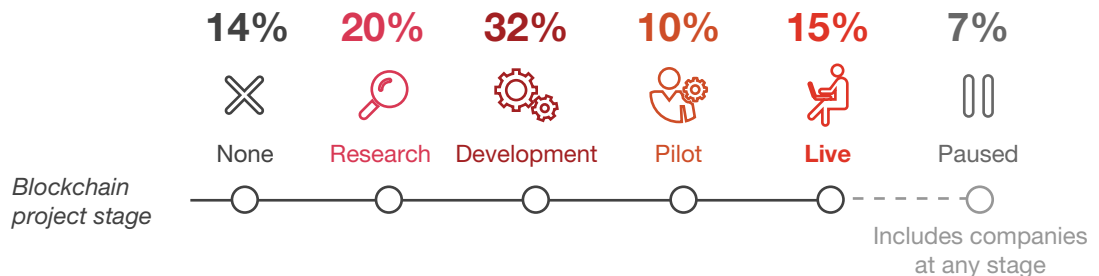 14% 20% 32% 10% 15% 7%
None Research Development Pilot Live Paused
Blockchain
project stage
Includes companies
at any stage